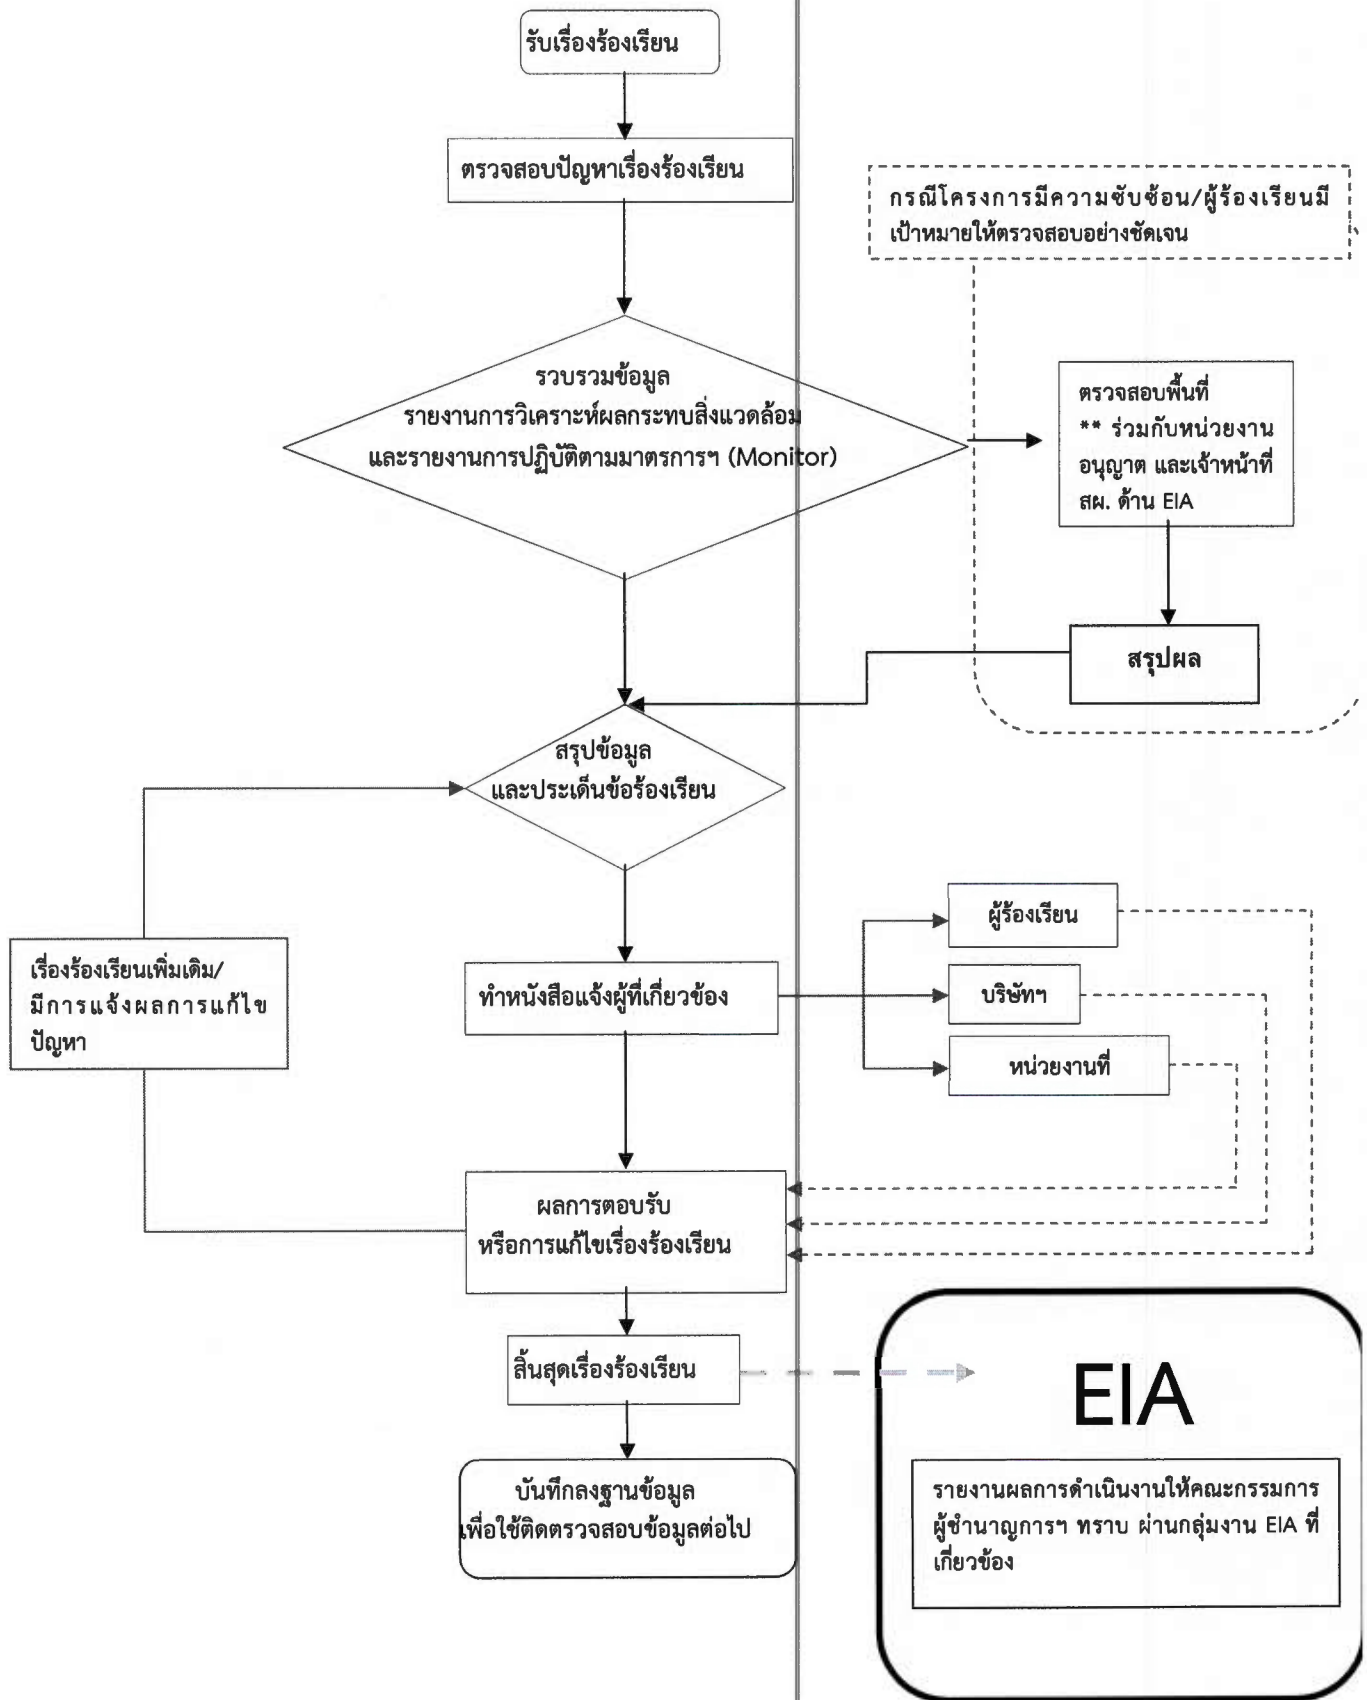 รับเรื่องร้องเรียน
ตรวจสอบปัญหาเรื่องร้องเรียน
กรณีโครงการมีความซับซ้อน/ผู้ร้องเรียนมี
เป้าหมายให้ตรวจสอบอย่างชัดเจน
รวบรวมข้อมูล
รายงานการวิเคราะห์ผลกระทบสิ่งแวดล้อม
และรายงานการปฏิบัติตามมาตรการฯ (Monitor)
ตรวจสอบพื้นที่
** ร่วมกับหน่วยงาน
อนุญาต และเจ้าหน้าที่
สผ. ด้าน EIA
สรุปผล
สรุปข้อมูล
และประเด็นข้อร้องเรียน
เรื่องร้องเรียนเพิ่มเติม/
มีการแจ้งผลการแก้ไข
ปัญหา
ทำหนังสือแจ้งผู้ที่เกี่ยวข้อง
ผู้ร้องเรียน
บริษัทฯ
หน่วยงานที่
ผลการตอบรับ
หรือการแก้ไขเรื่องร้องเรียน
สิ้นสุดเรื่องร้องเรียน
บันทึกลงฐานข้อมูล
เพื่อใช้ติดตรวจสอบข้อมูลต่อไป
EIA
รายงานผลการดำเนินงานให้คณะกรรมการ
ผู้ชำนาญการฯ ทราบ ผ่านกลุ่มงาน EIA ที่
เกี่ยวข้อง